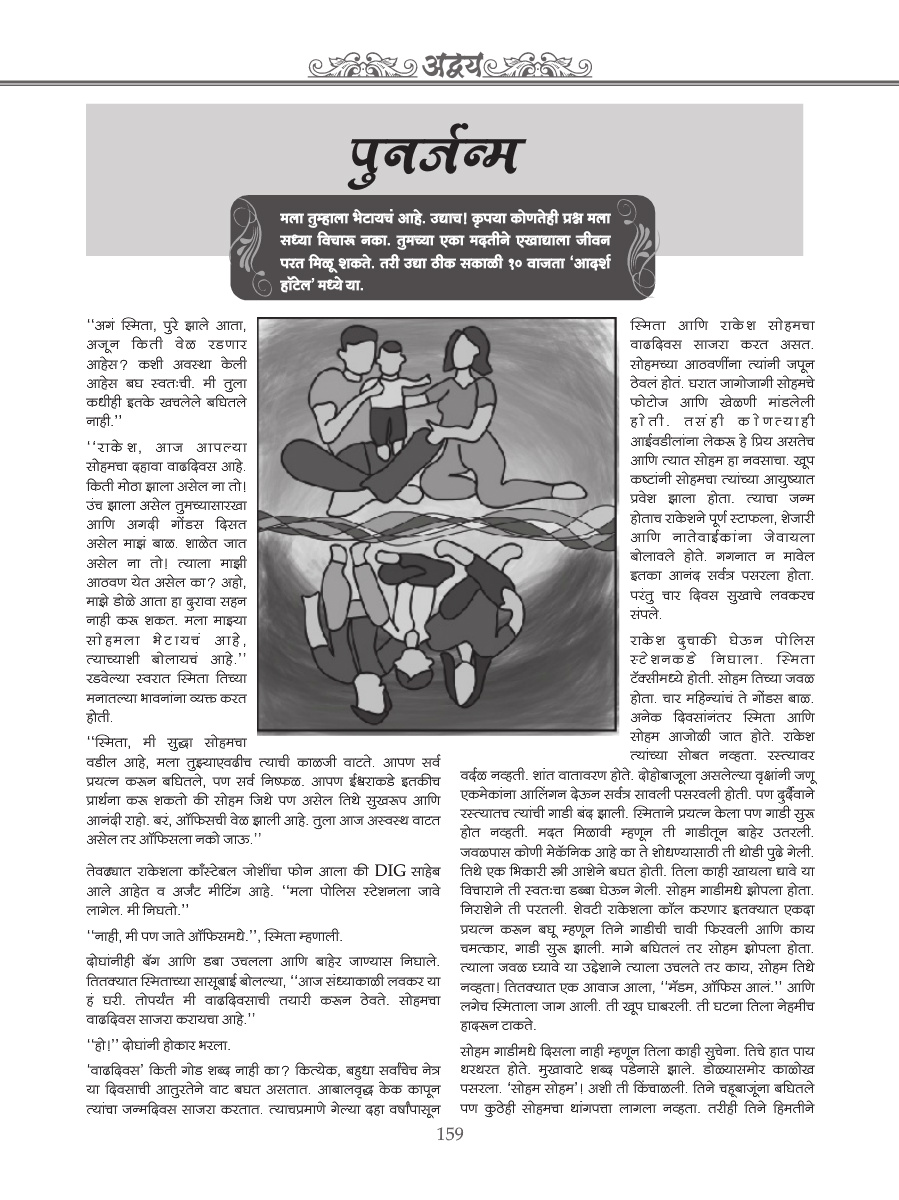 अद्वय
पुनर्जन्म
मला तुम्हाला भेटायचं आहे. उद्याच! कृपया कोणतेही प्रश्न मला
सध्या विचारू नका. तुमच्या एका मदतीने एखाद्याला जीवन
परत मिळू शकते. तरी उद्या ठीक सकाळी १० वाजता ‘आदर्श
हॉटेल’ मध्ये या.
‘‘अगं स्मिता, पुरे झाले आता,
अजून किती वेळ रडणार
आहेस? कशी अवस्था केली
आहेस बघ स्वतःची. मी तुला
कधीही इतके खचलेले बघितले
नाही.’’
‘‘राकेश, आज आपल्या
सोहमचा दहावा वाढदिवस आहे.
किती मोठा झाला असेल ना तो!
उंच झाला असेल तुमच्यासारखा
आणि अगदी गोंडस दिसत
असेल माझं बाळ. शाळेत जात
असेल ना तो! त्याला माझी
आठवण येत असेल का? अहो,
माझे डोळे आता हा दुरावा सहन
नाही करू शकत. मला माझ्या
सोहमला भेटायचं आहे,
त्याच्याशी बोलायचं आहे.’’
रडवेल्या स्वरात स्मिता तिच्या
मनातल्या भावनांना व्यक्त करत
होती.
‘‘स्मिता, मी सुद्धा सोहमचा
वडील आहे, मला तुझ्याएवढीच त्याची काळजी वाटते. आपण सर्व
प्रयत्न करून बघितले, पण सर्व निष्फळ. आपण ईश्वराकडे इतकीच
प्रार्थना करू शकतो की सोहम जिथे पण असेल तिथे सुखरूप आणि
आनंदी राहो. बरं, ऑफिसची वेळ झाली आहे. तुला आज अस्वस्थ वाटत
असेल तर ऑफिसला नको जाऊ.’’
तेवढ्यात राकेशला काँस्टेबल जोशींचा फोन आला की DIG साहेब
आले आहेत व अर्जंट मीटिंग आहे. ‘‘मला पोलिस स्टेशनला जावे
लागेल. मी निघतो.’’
‘‘नाही, मी पण जाते ऑफिसमधे.’’, स्मिता म्हणाली.
दोघांनीही बॅग आणि डबा उचलला आणि बाहेर जाण्यास निघाले.
तितक्यात स्मिताच्या सासूबाई बोलल्या, ‘‘आज संध्याकाळी लवकर या
हं घरी. तोपर्यंत मी वाढदिवसाची तयारी करून ठेवते. सोहमचा
वाढदिवस साजरा करायचा आहे.’’
‘‘हो!’’ दोघांनी होकार भरला.
‘वाढदिवस’ किती गोड शब्द नाही का? कित्येक, बहुधा सर्वांचेच नेत्र
या दिवसाची आतुरतेने वाट बघत असतात. आबालवृद्ध केक कापून
त्यांचा जन्मदिवस साजरा करतात. त्याचप्रमाणे गेल्या दहा वर्षांपासून
स्मिता आणि राकेश सोहमचा
वाढदिवस साजरा करत असत.
सोहमच्या आठवणींना त्यांनी जपून
ठेवलं होतं. घरात जागोजागी सोहमचे
फोटोज आणि खेळणी मांडलेली
होती. तसंही कोणत्याही
आईवडीलांना लेकरू हे प्रिय असतेच
आणि त्यात सोहम हा नवसाचा. खूप
कष्टांनी सोहमचा त्यांच्या आयुष्यात
प्रवेश झाला होता. त्याचा जन्म
होताच राकेशने पूर्ण स्टाफला, शेजारी
आणि नातेवाईकांना जेवायला
बोलावले होते. गगनात न मावेल
इतका आनंद सर्वत्र पसरला होता.
परंतु चार दिवस सुखाचे लवकरच
संपले.
राकेश दुचाकी घेऊन पोलिस
स्टेशनकडे निघाला. स्मिता
टॅक्सीमध्ये होती. सोहम तिच्या जवळ
होता. चार महिन्यांचं ते गोंडस बाळ.
अनेक दिवसांनंतर स्मिता आणि
सोहम आजोळी जात होते. राकेश
त्यांच्या सोबत नव्हता. रस्त्यावर
वर्दळ नव्हती. शांत वातावरण होते. दोहोबाजूला असलेल्या वृक्षांनी जणू
एकमेकांना आलिंगन देऊन सर्वत्र सावली पसरवली होती. पण दुर्दैवाने
रस्त्यातच त्यांची गाडी बंद झाली. स्मिताने प्रयत्न केला पण गाडी सुरू
होत नव्हती. मदत मिळावी म्हणून ती गाडीतून बाहेर उतरली.
जवळपास कोणी मेकॅनिक आहे का ते शोधण्यासाठी ती थोडी पुढे गेली.
तिथे एक भिकारी स्त्री आशेने बघत होती. तिला काही खायला द्यावे या
विचाराने ती स्वतःचा डब्बा घेऊन गेली. सोहम गाडीमधे झोपला होता.
निराशेने ती परतली. शेवटी राकेशला कॉल करणार इतक्यात एकदा
प्रयत्न करून बघू म्हणून तिने गाडीची चावी फिरवली आणि काय
चमत्कार, गाडी सुरू झाली. मागे बघितलं तर सोहम झोपला होता.
त्याला जवळ घ्यावे या उद्देशाने त्याला उचलते तर काय, सोहम तिथे
नव्हता! तितक्यात एक आवाज आला, ‘‘मॅडम, ऑफिस आलं.’’ आणि
लगेच स्मिताला जाग आली. ती खूप घाबरली. ती घटना तिला नेहमीच
हादरून टाकते.
सोहम गाडीमधे दिसला नाही म्हणून तिला काही सुचेना. तिचे हात पाय
थरथरत होते. मुखावाटे शब्द पडेनासे झाले. डोळ्यासमोर काळोख
पसरला. ‘सोहम सोहम’! अशी ती किंचाळली. तिने चहूबाजूंना बघितले
पण कुठेही सोहमचा थांगपत्ता लागला नव्हता. तरीही तिने हिमतीने
159